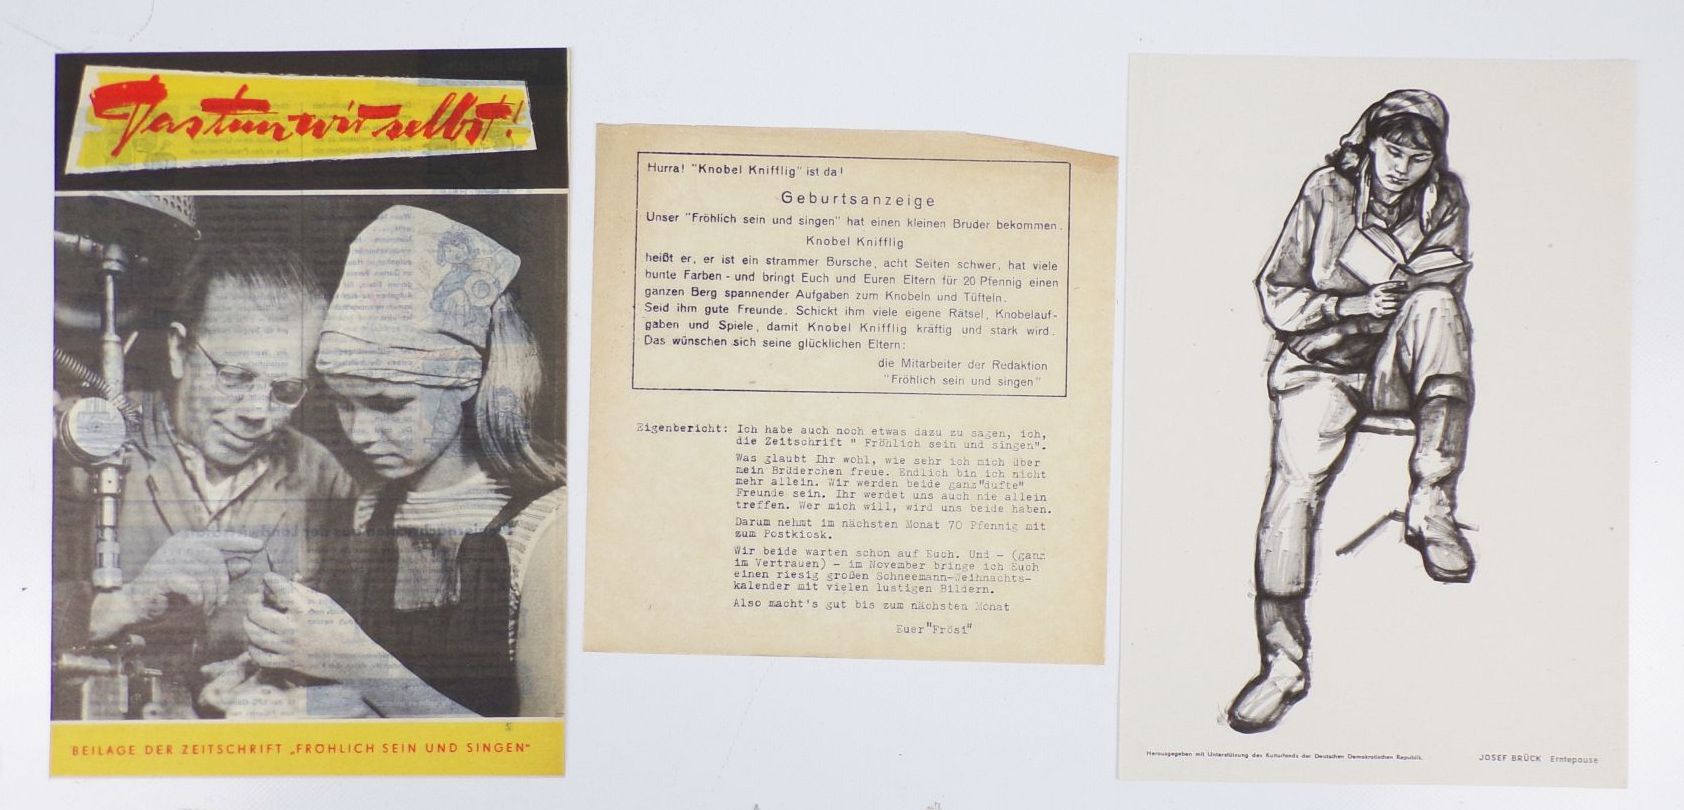 Das tun wir selbst!
BEILAGE DER ZEITSCHRIFT „FRÖHLICH SEIN UND SINGEN"
Hurra! "Knobel Knifflig" ist da!
Geburtsanzeige
Unser "Fröhlich sein und singen" hat einen kleinen Bruder bekommen.
Knobel Knifflig
heißt er, er ist ein strammer Bursche, acht Seiten schwer, hat viele
bunte Farben - und bringt Euch und Euren Eltern für 20 Pfennig einen
ganzen Berg spannender Aufgaben zum Knobeln und Tüfteln.
Seid ihm gute Freunde. Schickt ihm viele eigene Rätsel, Knobelauf-
gaben und Spiele, damit Knobel Knifflig kräftig und stark wird.
Das wünschen sich seine glücklichen Eltern:
die Mitarbeiter der Redaktion
"Fröhlich sein und singen"
Eigenbericht: Ich habe auch noch etwas dazu zu sagen, ich,
die Zeitschrift " Fröhlich sein und singen".
Was glaubt Ihr wohl, wie sehr ich mich über
mein Brüderchen freue. Endlich bin ich nicht
mehr allein. Wir werden beide ganz "dufte"
Freunde sein. Ihr werdet uns auch nie allein
treffen. Wer mich will, wird uns beide haben.
Darum nehmt im nächsten Monat 70 Pfennig mit
zum Postkiosk.
Wir beide warten schon auf Euch. Und - (ganz
im Vertrauen) - im November bringe ich Euch
einen riesig großen Schneemann-Weihnachts-
kalender mit vielen lustigen Bildern.
Also macht's gut bis zum nächsten Monat
Euer "Frösi"
Herausgegeben mit Unterstützung des Kulturfonds der Deutschen Demokratischen Republik.
JOSEF BRÜCK Erntepause